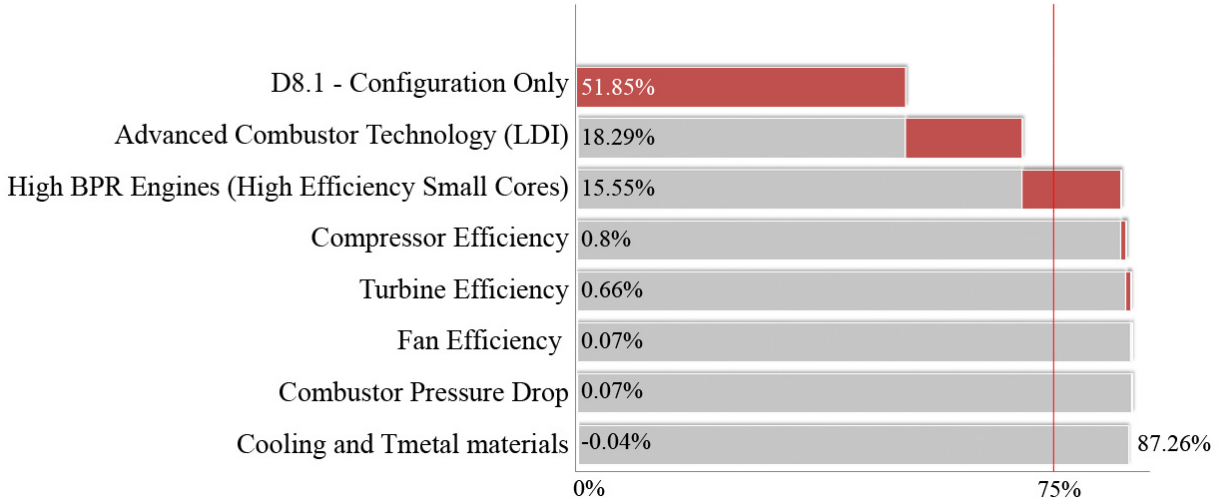 D8.1 - Configuration Only 51.85%
Advanced Combustor Technology (LDI) 18.29%
High BPR Engines (High Efficiency Small Cores) 15.55%
Compressor Efficiency 0.8%
Turbine Efficiency 0.66%
Fan Efficiency 0.07%
Combustor Pressure Drop 0.07%
Cooling and Tmetal materials -0.04% 87.26%
0% 75%